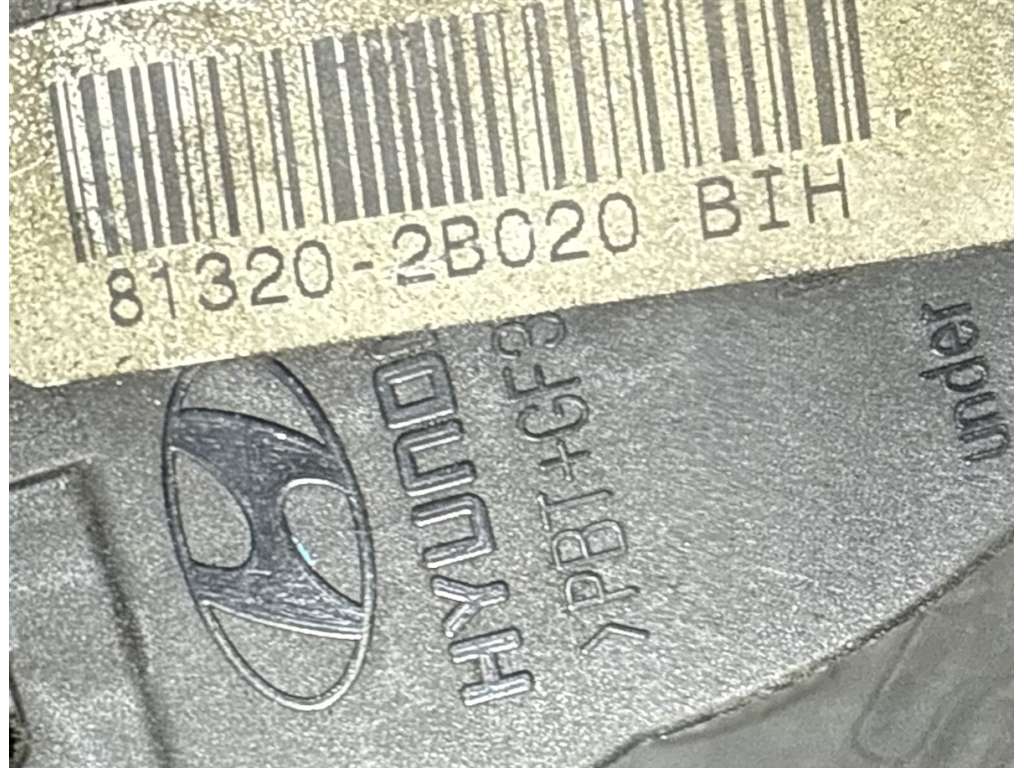 81320-2B020 BIH
HYUNDAI
>PBT+GF3
under